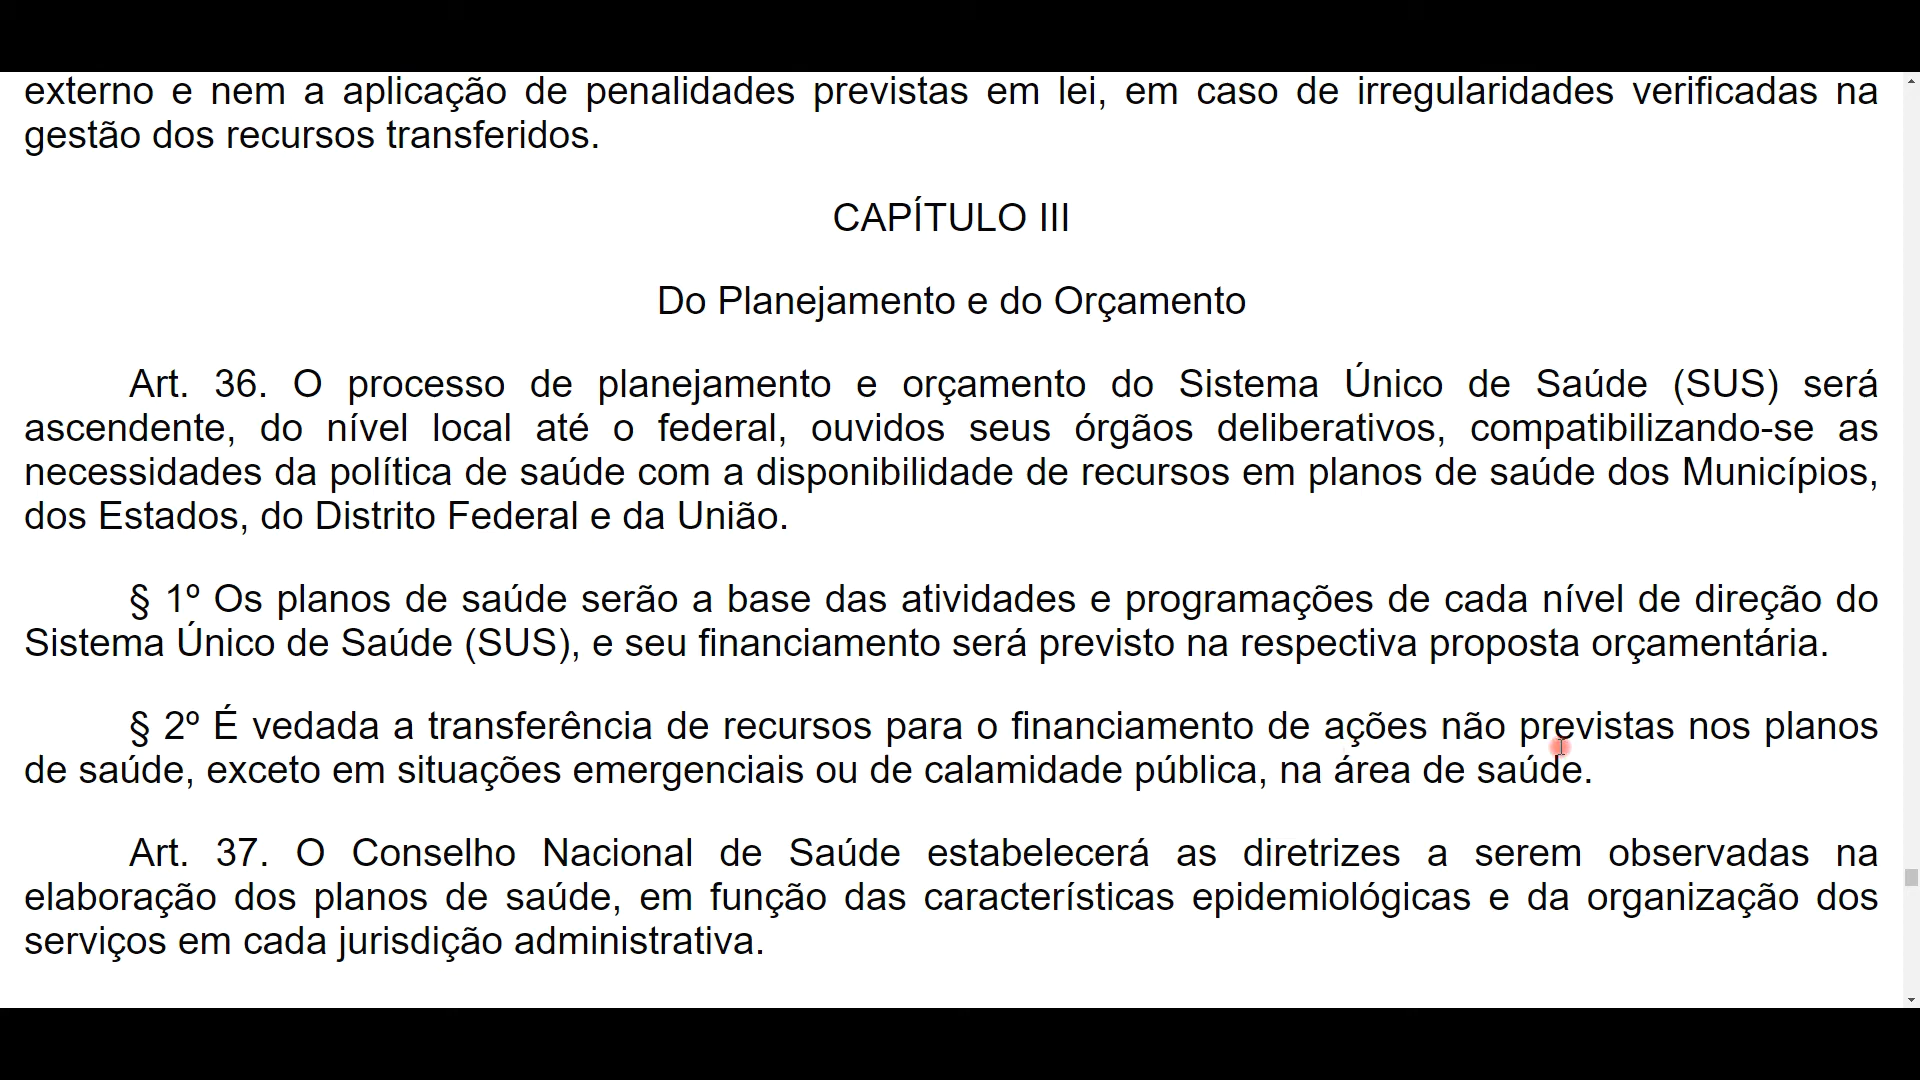 externo e nem a aplicação de penalidades previstas em lei, em caso de irregularidades verificadas na
gestão dos recursos transferidos.
CAPÍTULO III
Do Planejamento e do Orçamento
Art. 36. O processo de planejamento e orçamento do Sistema Único de Saúde (SUS) será
ascendente, do nível local até o federal, ouvidos seus órgãos deliberativos, compatibilizando-se as
necessidades da política de saúde com a disponibilidade de recursos em planos de saúde dos Municípios,
dos Estados, do Distrito Federal e da União.
§ 1º Os planos de saúde serão a base das atividades e programações de cada nível de direção do
Sistema Único de Saúde (SUS), e seu financiamento será previsto na respectiva proposta orçamentária.
§ 2º É vedada a transferência de recursos para o financiamento de ações não previstas nos planos
de saúde, exceto em situações emergenciais ou de calamidade pública, na área de saúde.
Art. 37. O Conselho Nacional de Saúde estabelecerá as diretrizes a serem observadas na
elaboração dos planos de saúde, em função das características epidemiológicas e da organização dos
serviços em cada jurisdição administrativa.